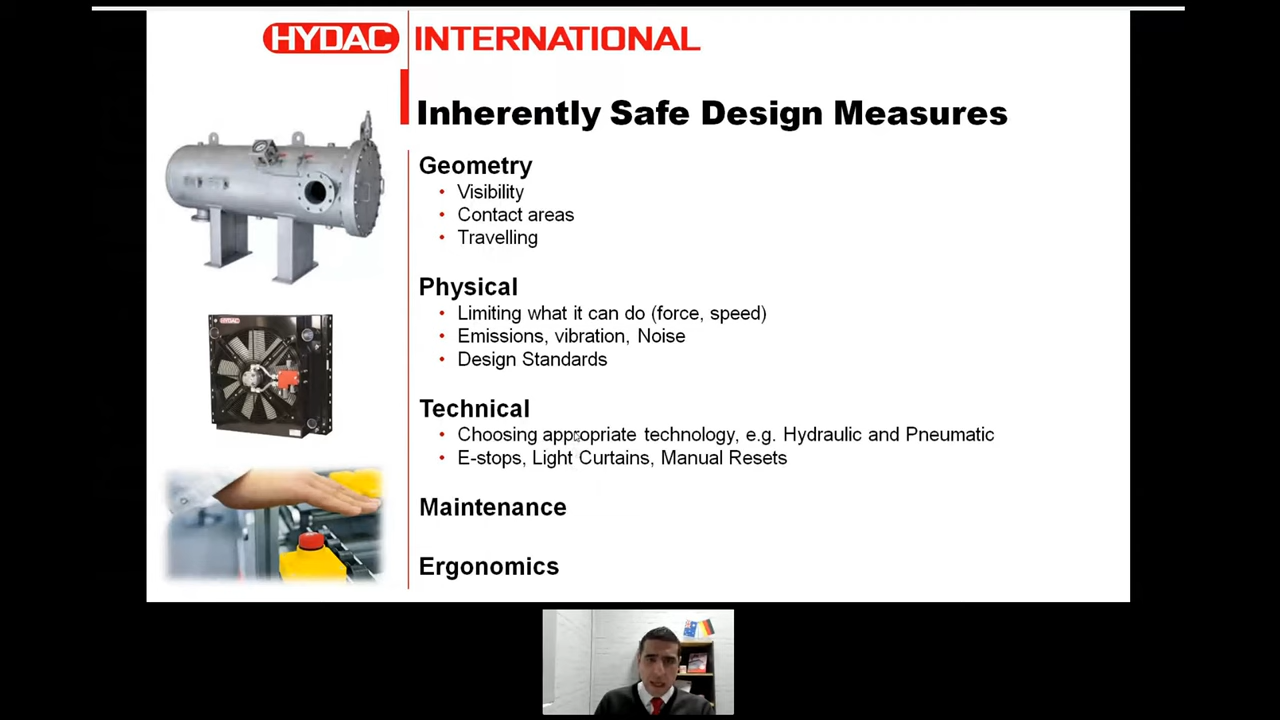 HYDAC INTERNATIONAL
Inherently Safe Design Measures
Geometry
• Visibility
• Contact areas
• Travelling
Physical
• Limiting what it can do (force, speed)
• Emissions, vibration, Noise
• Design Standards
Technical
• Choosing appropriate technology, e.g. Hydraulic and Pneumatic
• E-stops, Light Curtains, Manual Resets
Maintenance
Ergonomics
HYDAC